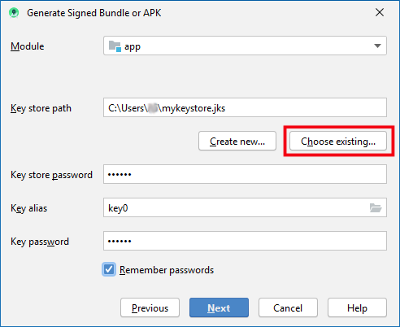 Generate Signed Bundle or APK
Module
app
Key store path
C:\Users\ \mykeystore.jks
Create new...
Choose existing...
Key store password
••••••
Key alias
key0
Key password
••••••
Remember passwords
Previous
Next
Cancel
Help